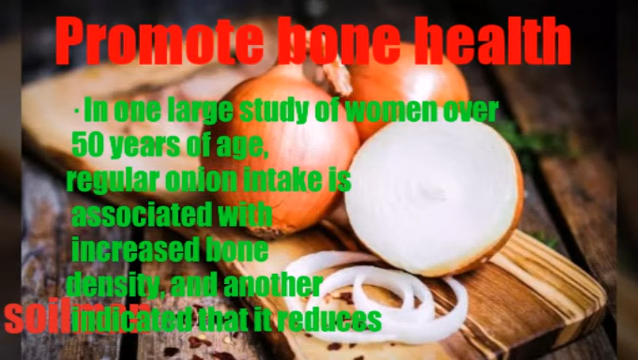 Promote bone health
· In one large study of women over
50 years of age,
regular onion intake is
associated with
increased bone
density, and another
indicated that it reduces
soil